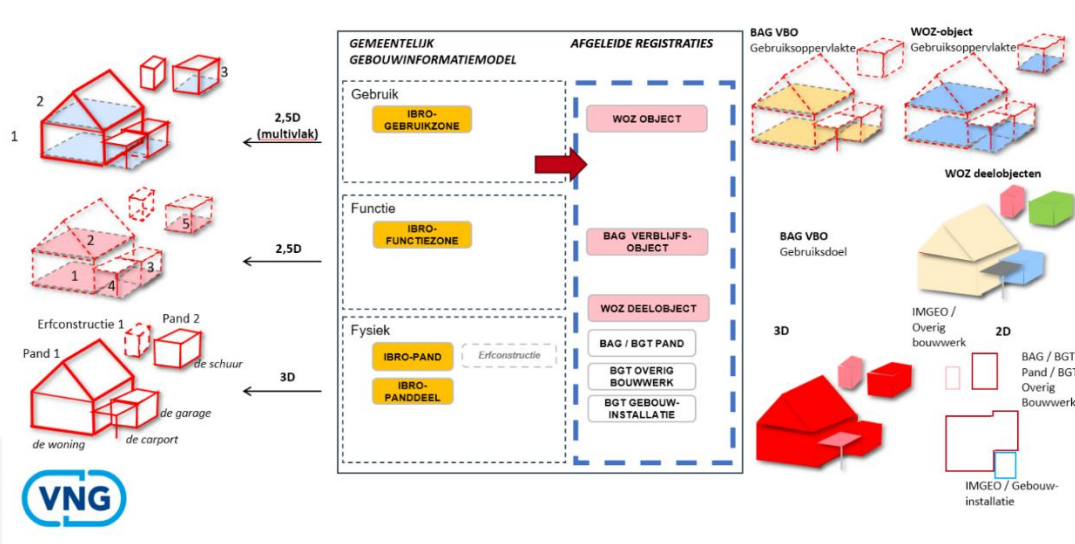 GEMEENTELIJK
GEBOUWINFORMATIEMODEL
AFGELEIDE REGISTRATIES
BAG VBO
Gebruiksoppervlakte
WOZ-object
Gebruiksoppervlakte
1
2
3
2,5D
(multivlak)
Gebruik
IBRO-
GEBRUIKZONE
WOZ OBJECT
WOZ deelobjecten
1
2
3
4
5
2,5D
Functie
IBRO-
FUNCTIEZONE
BAG VERBLIJFS-
OBJECT
BAG VBO
Gebruiksdoel
WOZ DEELOBJECT
Erfconstructie 1
Pand 2
Pand 1
de schuur
de garage
de carport
de woning
3D
Fysiek
IBRO-PAND
Erfconstructie
IBRO-
PANDDEEL
BAG / BGT PAND
BGT OVERIG
BOUWWERK
BGT GEBOUW-
INSTALLATIE
3D
IMGEO /
Overig
bouwwerk
2D
BAG / BGT
Pand / BGT
Overig
Bouwwerk
IMGEO / Gebouw-
installatie
VNG